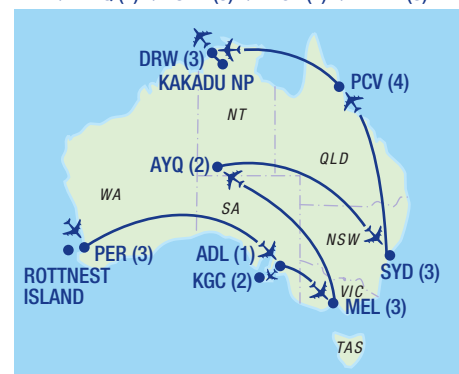 DRW (3)
KAKADU NP
PCV (4)
NT
AYQ (2)
QLD
WA
SA
NSW
PER (3)
ADL (1)
ROTTNEST
ISLAND
KGC (2)
SYD (3)
VIC
MEL (3)
TAS